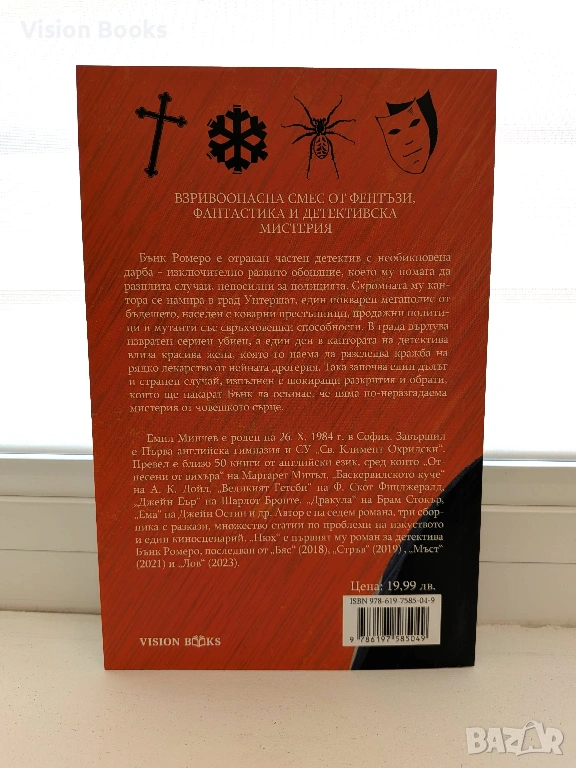 Vision Books
ВЗРИВООПАСНА СМЕС ОТ ФЕНТЪЗИ,
ФАНТАСТИКА И ДЕТЕКТИВСКА
МИСТЕРИЯ
Бънк Ромеро е отракан частен детектив с необикновена
дарба – изключително развито обоняние, което му помага да
разплита случаи, непосилни за полицията. Скромната му кан-
тора се намира в град Унтерщат, един покварен мегаполис от
бъдещето, населен с коварни престъпници, продажни полити-
ци и мутанти със свръхчовешки способности. В града върлува
извратен сериен убиец, а един ден в кантората на детектива
влиза красива жена, която го наема да разследва кражба на
рядко лекарство от нейната дрогерия. Така започва един дълъг
и странен случай, изпълнен с шокиращи разкрития и обрати,
които ще накарат Бънк да осъзнае, че няма по-неразгадаема
мистерия от човешкото сърце.
Емил Минчев е роден на 26. X. 1984 г. в София. Завършил
е Първа английска гимназия и СУ „Св. Климент Охридски“.
Превел е близо 50 книги от английски език, сред които „От-
несени от вихъра“ на Маргарет Мичъл, „Баскервилското куче“
на А. К. Дойл, „Великият Гетсби“ на Ф. Скот Фицджералд,
„Джейн Еър“ на Шарлот Бронте, „Дракула“ на Брам Стокър,
„Ема“ на Джейн Остин и др. Автор е на седем романа, три сбор-
ника с разкази, множество статии по проблеми на изкуството
и един киносценарий. „Нюх“ е първият му роман за детектива
Бънк Ромеро, последван от „Бяс“ (2018), „Стръв“ (2019), „Мъст“
(2021) и „Лов“ (2023).
Цена: 19,99 лв.
ISBN 978-619-7585-04-9
9 786197 585049
VISION BOOKS
BAZAR